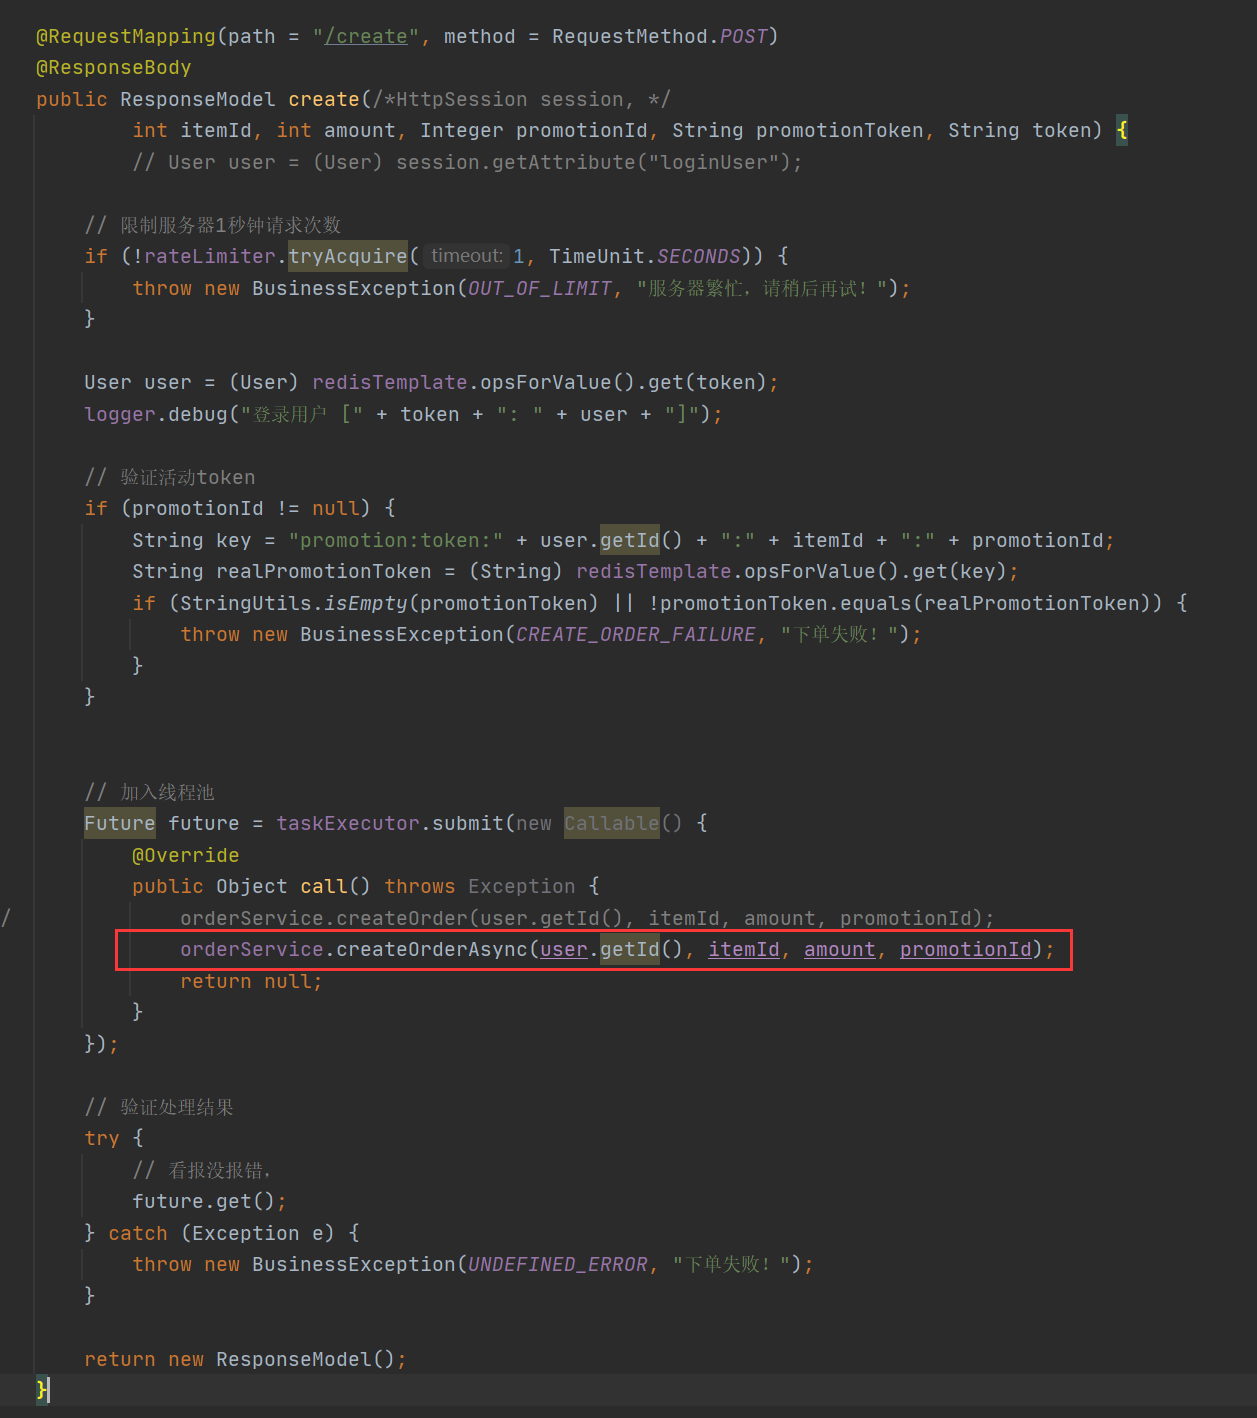 @RequestMapping(path = "/create", method = RequestMethod.POST)
@ResponseBody
public ResponseModel create(/*HttpSession session, */
int itemId, int amount, Integer promotionId, String promotionToken, String token) {
// User user = (User) session.getAttribute("loginUser");
// 限制服务器1秒钟请求次数
if (!rateLimiter.tryAcquire( timeout: 1, TimeUnit.SECONDS)) {
throw new BusinessException(OUT_OF_LIMIT, "服务器繁忙，请稍后再试！");
}
User user = (User) redisTemplate.opsForValue().get(token);
logger.debug("登录用户 [" + token + ": " + user + "]");
// 验证活动token
if (promotionId != null) {
String key = "promotion:token:" + user.getId() + ":" + itemId + ":" + promotionId;
String realPromotionToken = (String) redisTemplate.opsForValue().get(key);
if (StringUtils.isEmpty(promotionToken) || !promotionToken.equals(realPromotionToken)) {
throw new BusinessException(CREATE_ORDER_FAILURE, "下单失败！");
}
}
// 加入线程池
Future future = taskExecutor.submit(new Callable() {
@Override
public Object call() throws Exception {
/ orderService.createOrder(user.getId(), itemId, amount, promotionId);
orderService.createOrderAsync(user.getId(), itemId, amount, promotionId);
return null;
}
});
// 验证处理结果
try {
// 看报没报错，
future.get();
} catch (Exception e) {
throw new BusinessException(UNDEFINED_ERROR, "下单失败！");
}
return new ResponseModel();
}